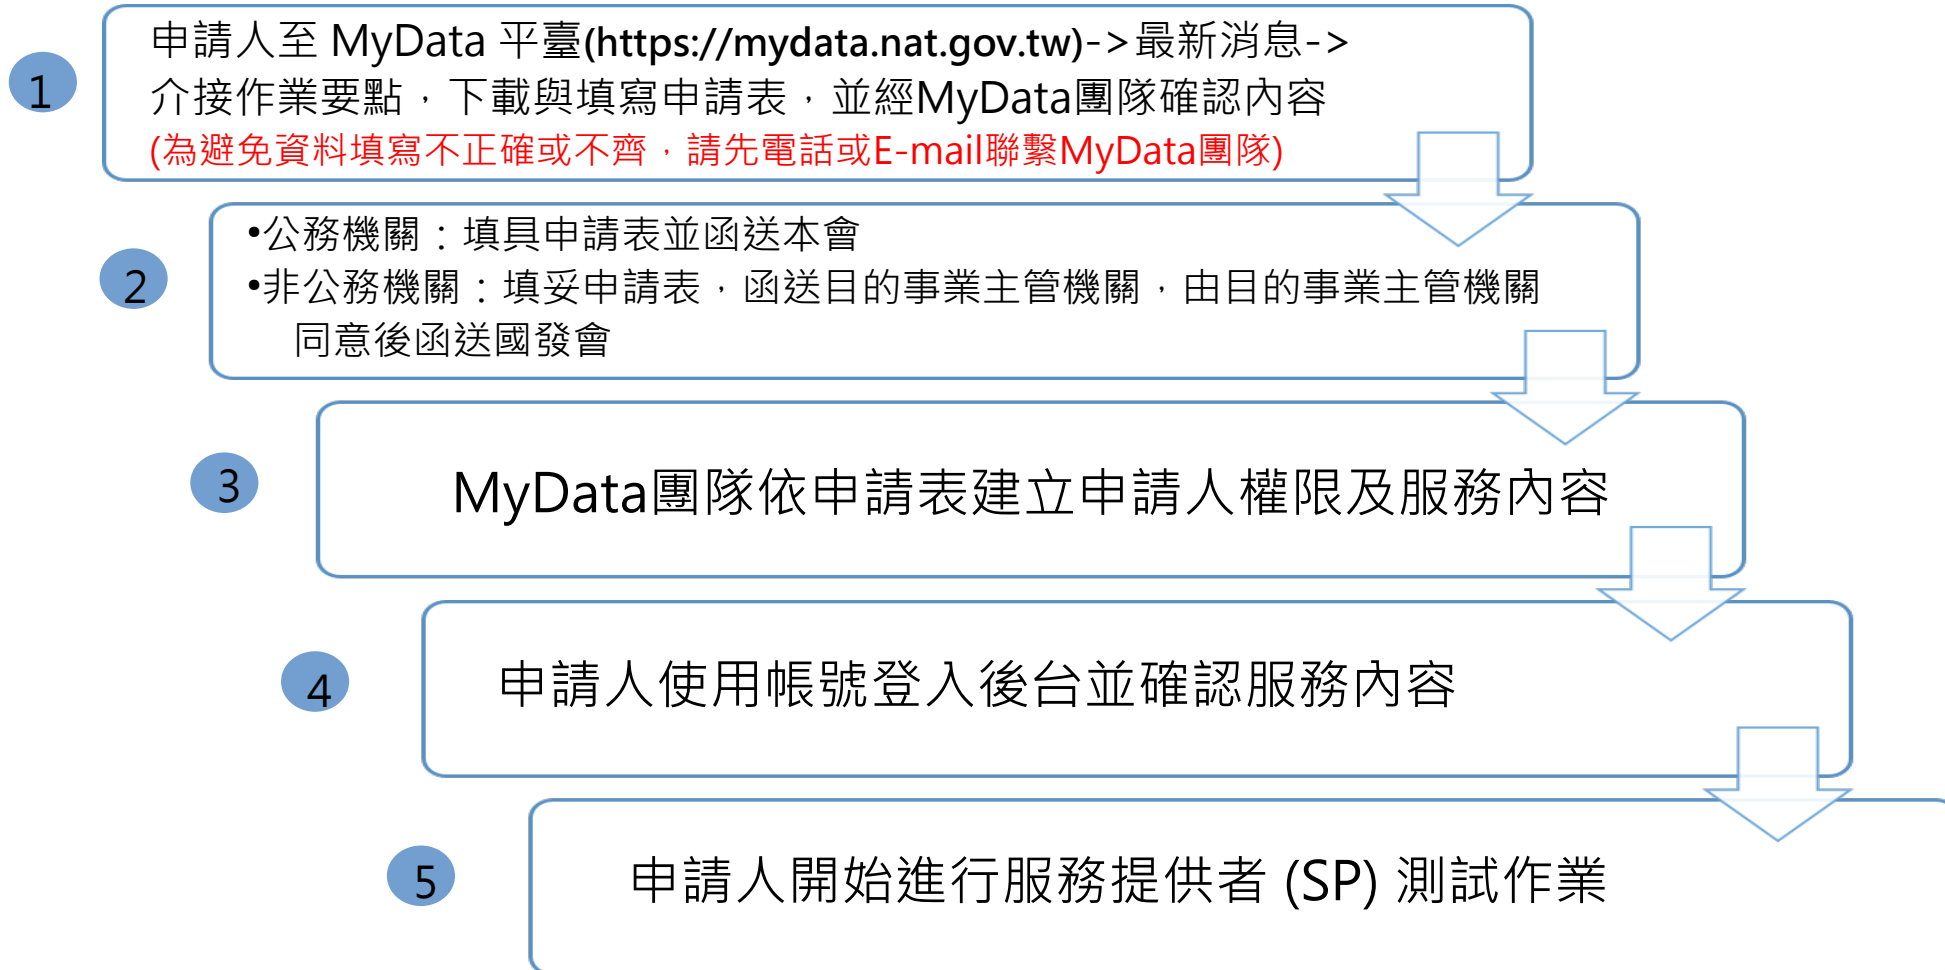 1
申請人至 MyData 平臺(https://mydata.nat.gov.tw)->最新消息->
介接作業要點，下載與填寫申請表，並經MyData團隊確認內容
(為避免資料填寫不正確或不齊，請先電話或E-mail聯繫MyData團隊)
2
•公務機關：填具申請表並函送本會
•非公務機關：填妥申請表，函送目的事業主管機關，由目的事業主管機關
同意後函送國發會
3
MyData團隊依申請表建立申請人權限及服務內容
4
申請人使用帳號登入後台並確認服務內容
5
申請人開始進行服務提供者 (SP) 測試作業